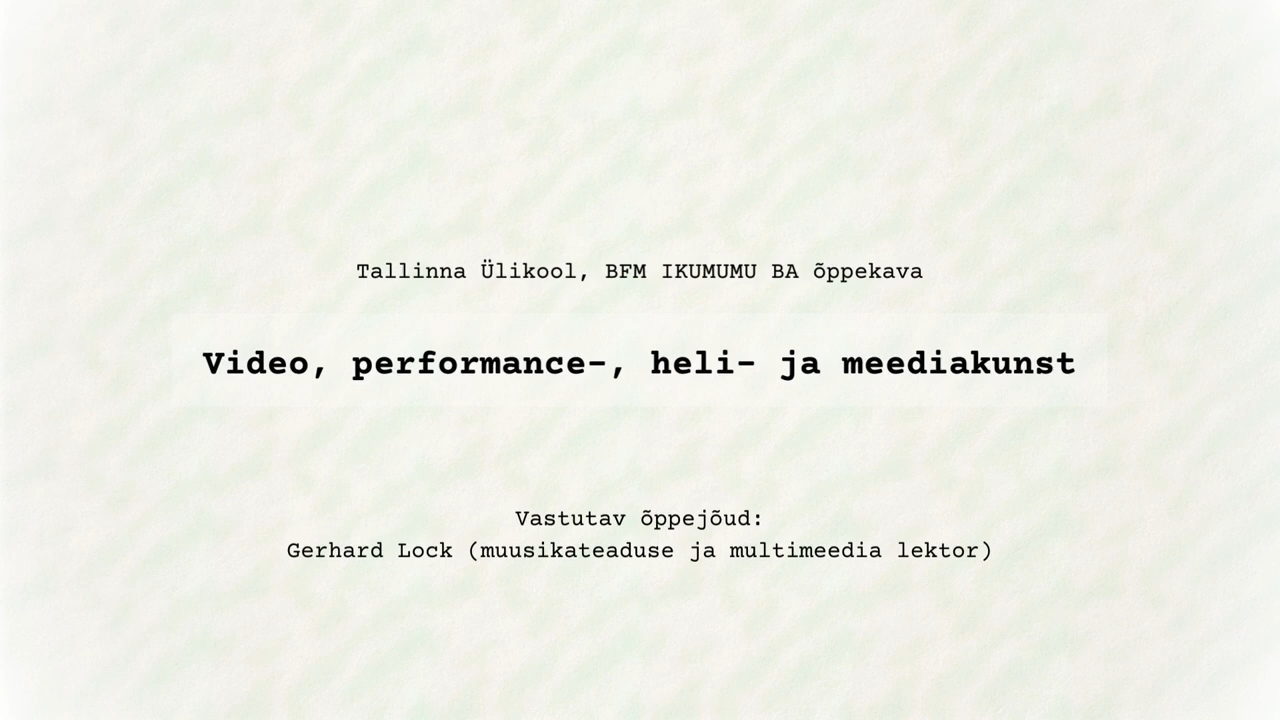 Tallinna Ülikool, BFM IKUMUMU BA õppekava
Video, performance-, heli- ja meediakunst
Vastutav õppejõud:
Gerhard Lock (muusikateaduse ja multimeedia lektor)